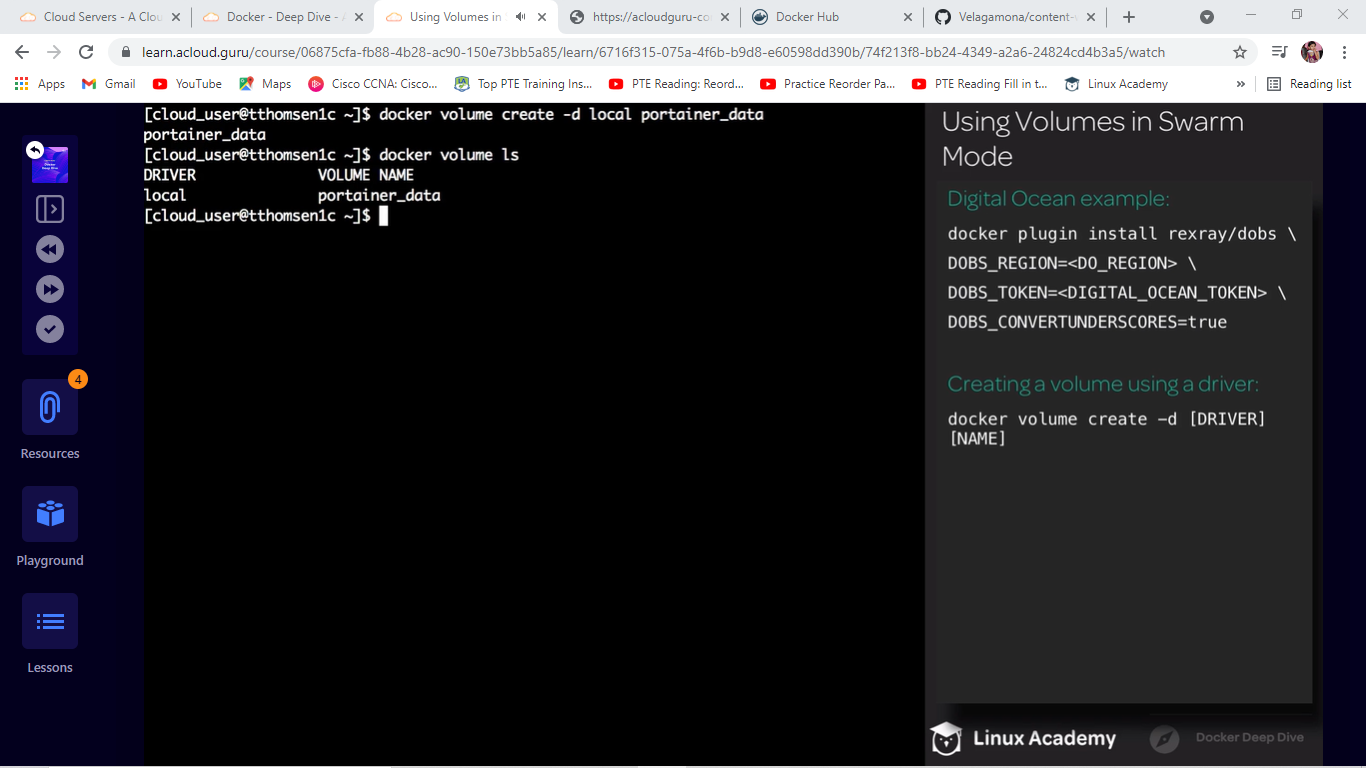 Cloud Servers - A Clou
Docker - Deep Dive - A
Using Volumes in S
https://acloudguru-co
Docker Hub
Velagamona/content-
learn.acloud.guru/course/06875cfa-fb88-4b28-ac90-150e73bb5a85/learn/6716f315-075a-4f6b-b9d8-e60598dd390b/74f213f8-bb24-4349-a2a6-24824cd4b3a5/watch
Apps
Gmail
YouTube
Maps
Cisco CCNA: Cisco...
Top PTE Training Ins...
PTE Reading: Reord...
Practice Reorder Pa...
PTE Reading Fill in t...
Linux Academy
»
Reading list
[cloud_user@tthomsen1c ~]$ docker volume create -d local portainer_data
portainer_data
[cloud_user@tthomsen1c ~]$ docker volume ls
DRIVER VOLUME NAME
local portainer_data
[cloud_user@tthomsen1c ~]$
4
Resources
Playground
Lessons
Using Volumes in Swarm
Mode
Digital Ocean example:
docker plugin install rexray/dobs \
DOBS_REGION=<DO_REGION> \
DOBS_TOKEN=<DIGITAL_OCEAN_TOKEN> \
DOBS_CONVERTUNDERSCORES=true
Creating a volume using a driver:
docker volume create -d [DRIVER]
[NAME]
Linux Academy
Docker Deep Dive